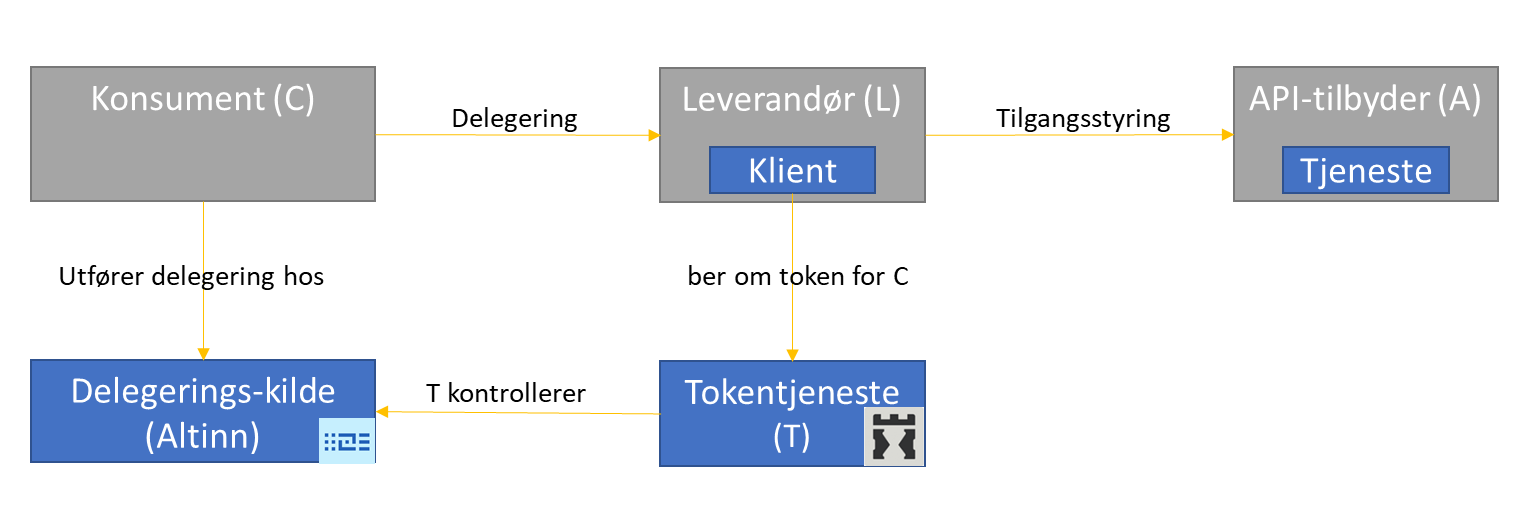 Konsument (C)
Delegering
Leverandør (L)
Klient
Tilgangsstyring
API-tilbyder (A)
Tjeneste
Utfører delegering hos
ber om token for C
Delegerings-kilde
(Altinn)
T kontrollerer
Tokentjeneste
(T)